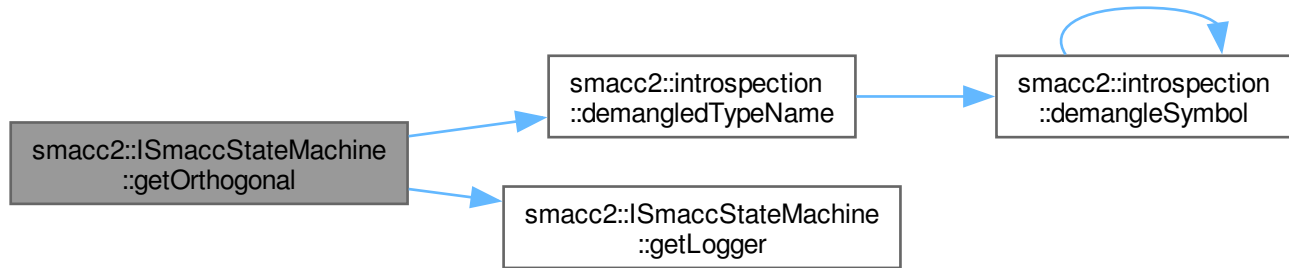 smacc2::ISmaccStateMachine
::getOrthogonal
smacc2::introspection
::demangledTypeName
smacc2::introspection
::demangleSymbol
smacc2::ISmaccStateMachine
::getLogger